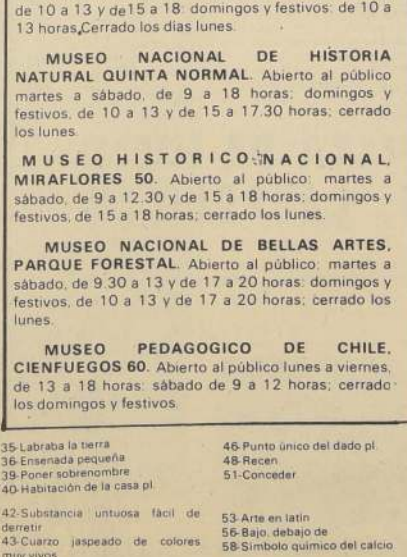 de 10 a 13 y de15 a 18: domingos y festivos: de 10 a
13 horas,Cerrado los días lunes.
MUSEO NACIONAL DE HISTORIA
NATURAL QUINTA NORMAL. Abierto al público
martes a sábado, de 9 a 18 horas; domingos y
festivos, de 10 a 13 y de 15 a 17.30 horas; cerrado
los lunes.
MUSEO HISTORICO NACIONAL,
MIRAFLORES 50. Abierto al público: martes a
sábado, de 9 a 12.30 y de 15 a 18 horas; domingos y
festivos, de 15 a 18 horas; cerrado los lunes.
MUSEO NACIONAL DE BELLAS ARTES,
PARQUE FORESTAL. Abierto al público: martes a
sábado, de 9.30 a 13 y de 17 a 20 horas: domingos y
festivos, de 10 a 13 y de 17 a 20 horas; cerrado los
lunes.
MUSEO PEDAGOGICO DE CHILE,
CIENFUEGOS 60. Abierto al público lunes a viernes,
de 13 a 18 horas: sábado de 9 a 12 horas; cerrado
los domingos y festivos.
35-Labraba la tierra
36-Ensenada pequeña
39-Poner sobrenombre
40-Habitación de la casa pl.
42-Substancia untuosa fácil de
derretir
43-Cuarzo jaspeado de colores
muy vivos
46-Punto único del dado pl.
48-Recen
51-Conceder
53-Arte en latín
56-Bajo, debajo de
58-Símbolo químico del calcio